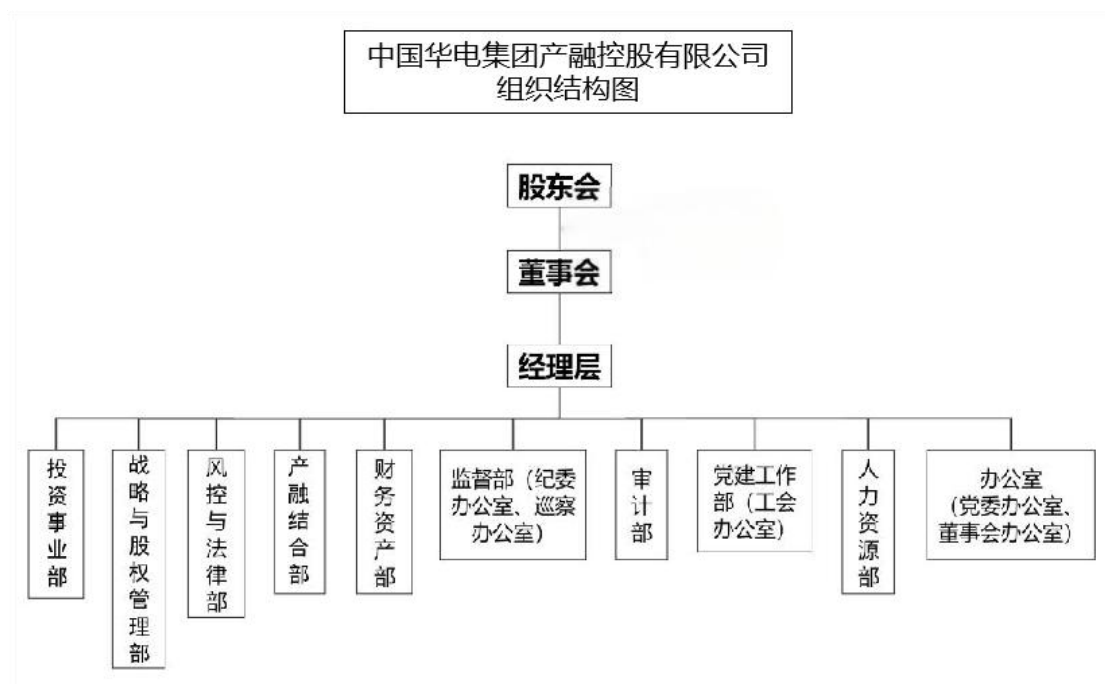 中国华电集团产融控股有限公司
组织结构图
股东会
董事会
经理层
投资事业部
战略与股权管理部
风控与法律部
产融结合部
财务资产部
监督部（纪委
办公室、巡察
办公室）
审计部
党建工作
部（工会
办公室）
人力资源部
办公室
（党委办公室、
董事会办公室）